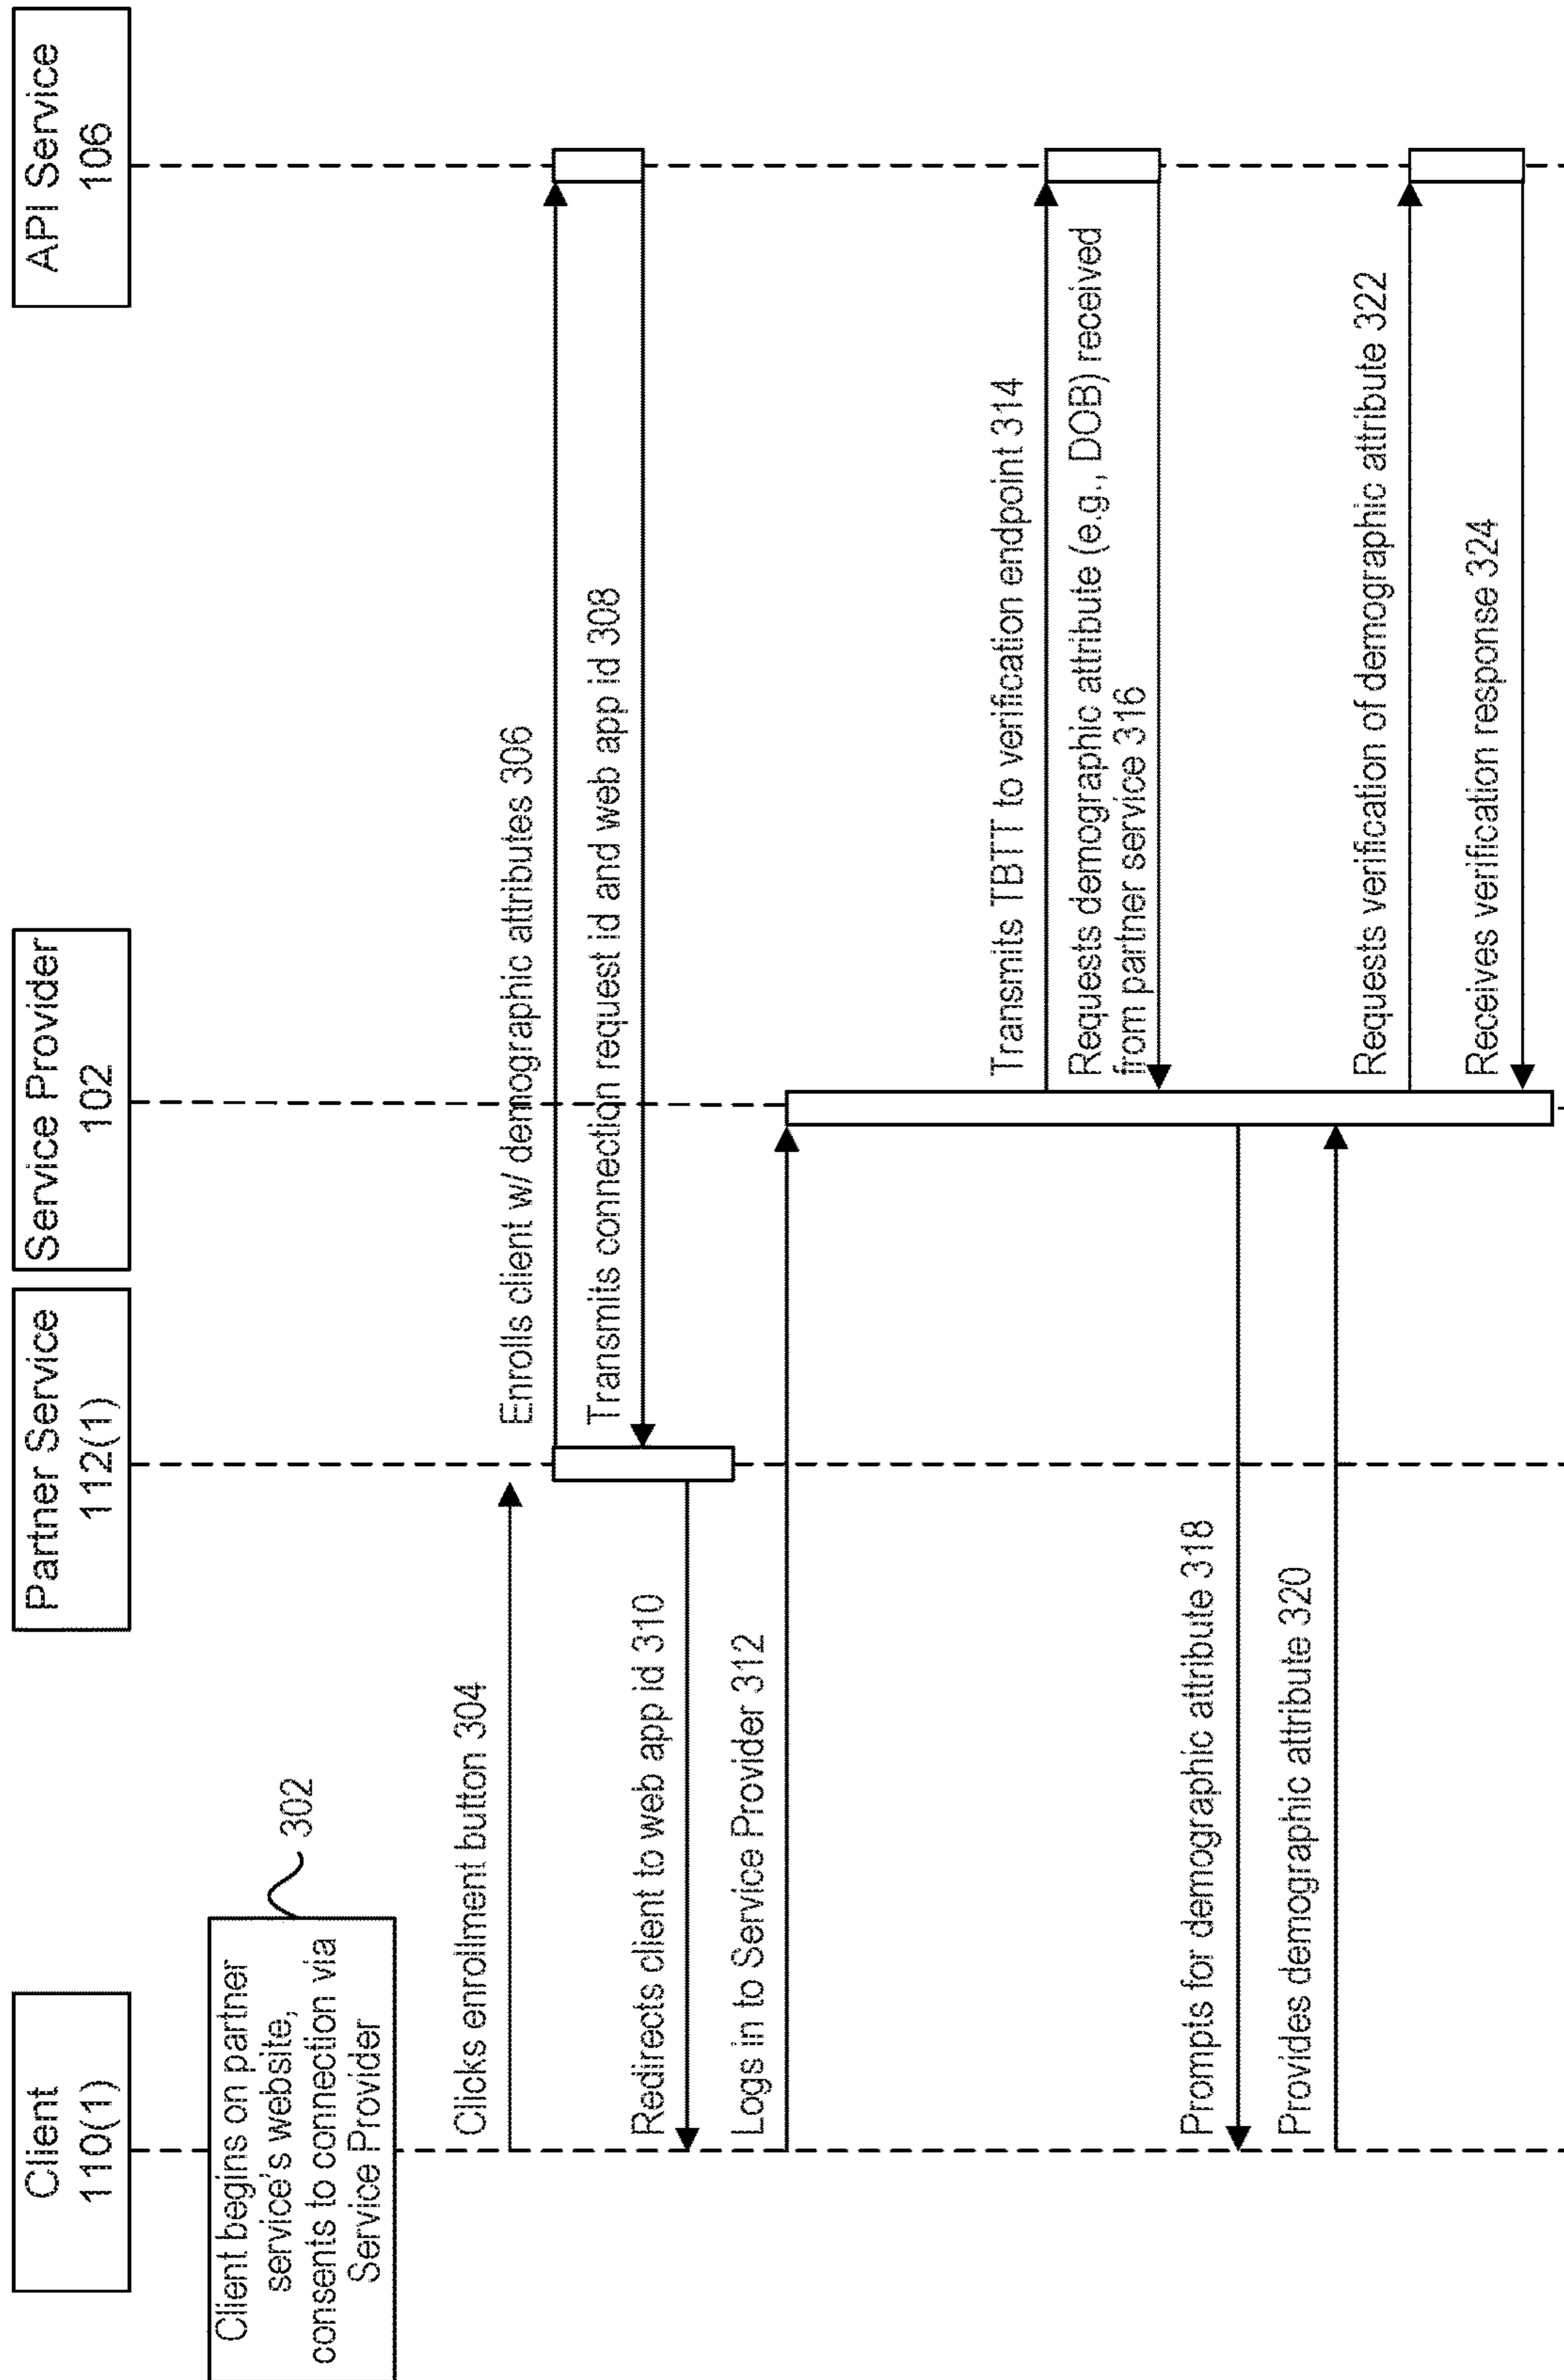 Client
110(1)
Partner Service
112(1)
Service Provider
102
API Service
106
Client begins on partner
service's website,
consents to connection via
Service Provider
302
Clicks enrollment button 304
Enrolls client w/ demographic attributes 306
Transmits connection request id and web app id 308
Redirects client to web app id 310
Logs in to Service Provider 312
Transmits TBTT to verification endpoint 314
Requests demographic attribute (e.g., DOB) received
from partner service 316
Prompts for demographic attribute 318
Provides demographic attribute 320
Requests verification of demographic attribute 322
Receives verification response 324